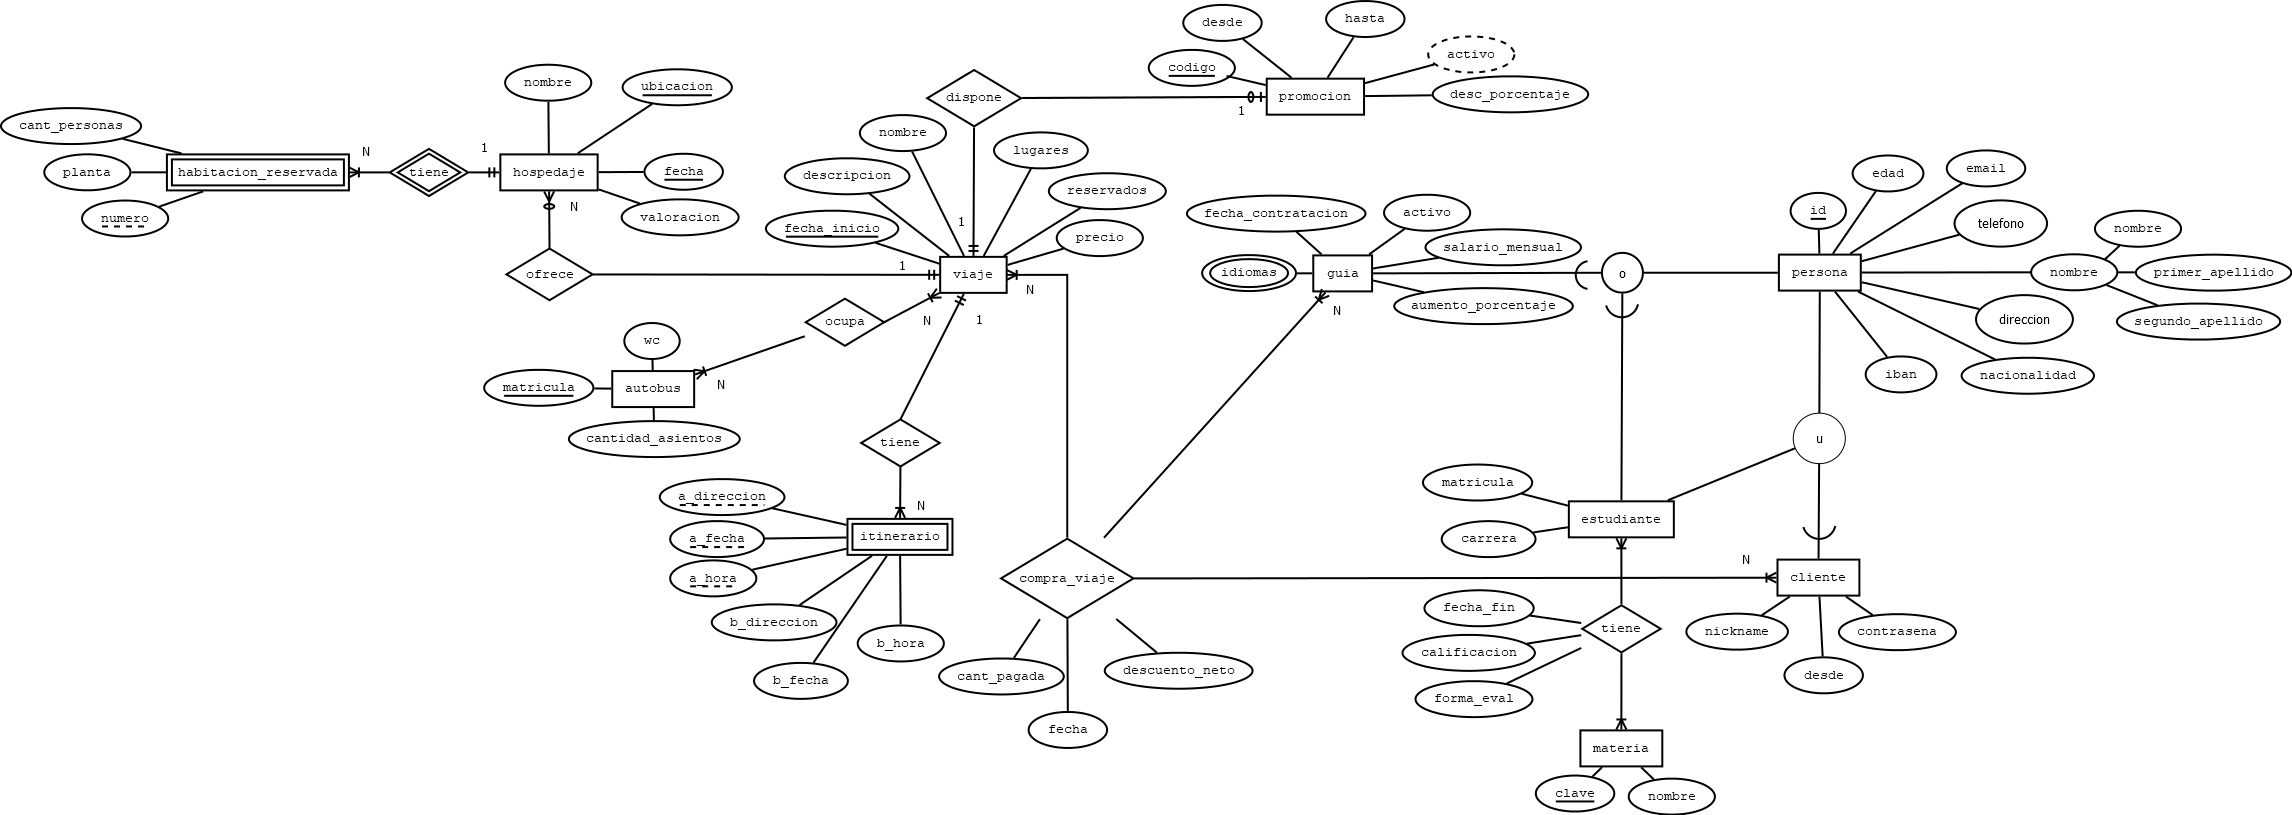 desde
hasta
activo
codigo
desc_porcentaje
promocion
dispone
1
nombre
ubicacion
cant_personas
N
1
planta
habitacion_reservada
tiene
hospedaje
fecha
numero
N
valoracion
nombre
lugares
descripcion
reservados
fecha_inicio
1
precio
ofrece
1
viaje
N
ocupa
N
1
wc
matricula
autobus
N
cantidad_asientos
tiene
N
a_direccion
a_fecha
itinerario
a_hora
b_direccion
b_hora
b_fecha
fecha_contratacion
activo
salario_mensual
idiomas
guia
aumento_porcentaje
N
o
id
edad
email
telefono
nombre
persona
nombre
primer_apellido
direccion
segundo_apellido
iban
nacionalidad
u
matricula
estudiante
carrera
compra_viaje
N
cliente
nickname
contrasena
desde
cant_pagada
descuento_neto
fecha
fecha_fin
tiene
calificacion
forma_eval
materia
clave
nombre